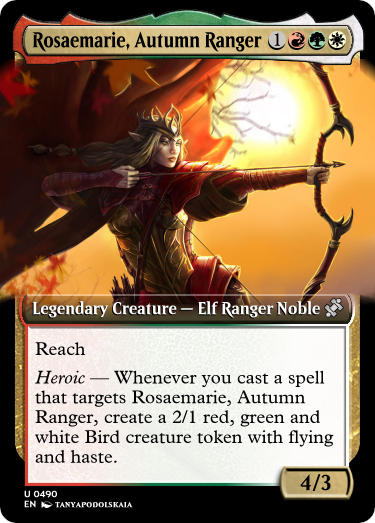 Rosaemarie, Autumn Ranger 1
Legendary Creature — Elf Ranger Noble
Reach
Heroic — Whenever you cast a spell
that targets Rosaemarie, Autumn
Ranger, create a 2/1 red, green and
white Bird creature token with flying
and haste.
4/3
U 0490
EN TANYAPODOLSKAIA